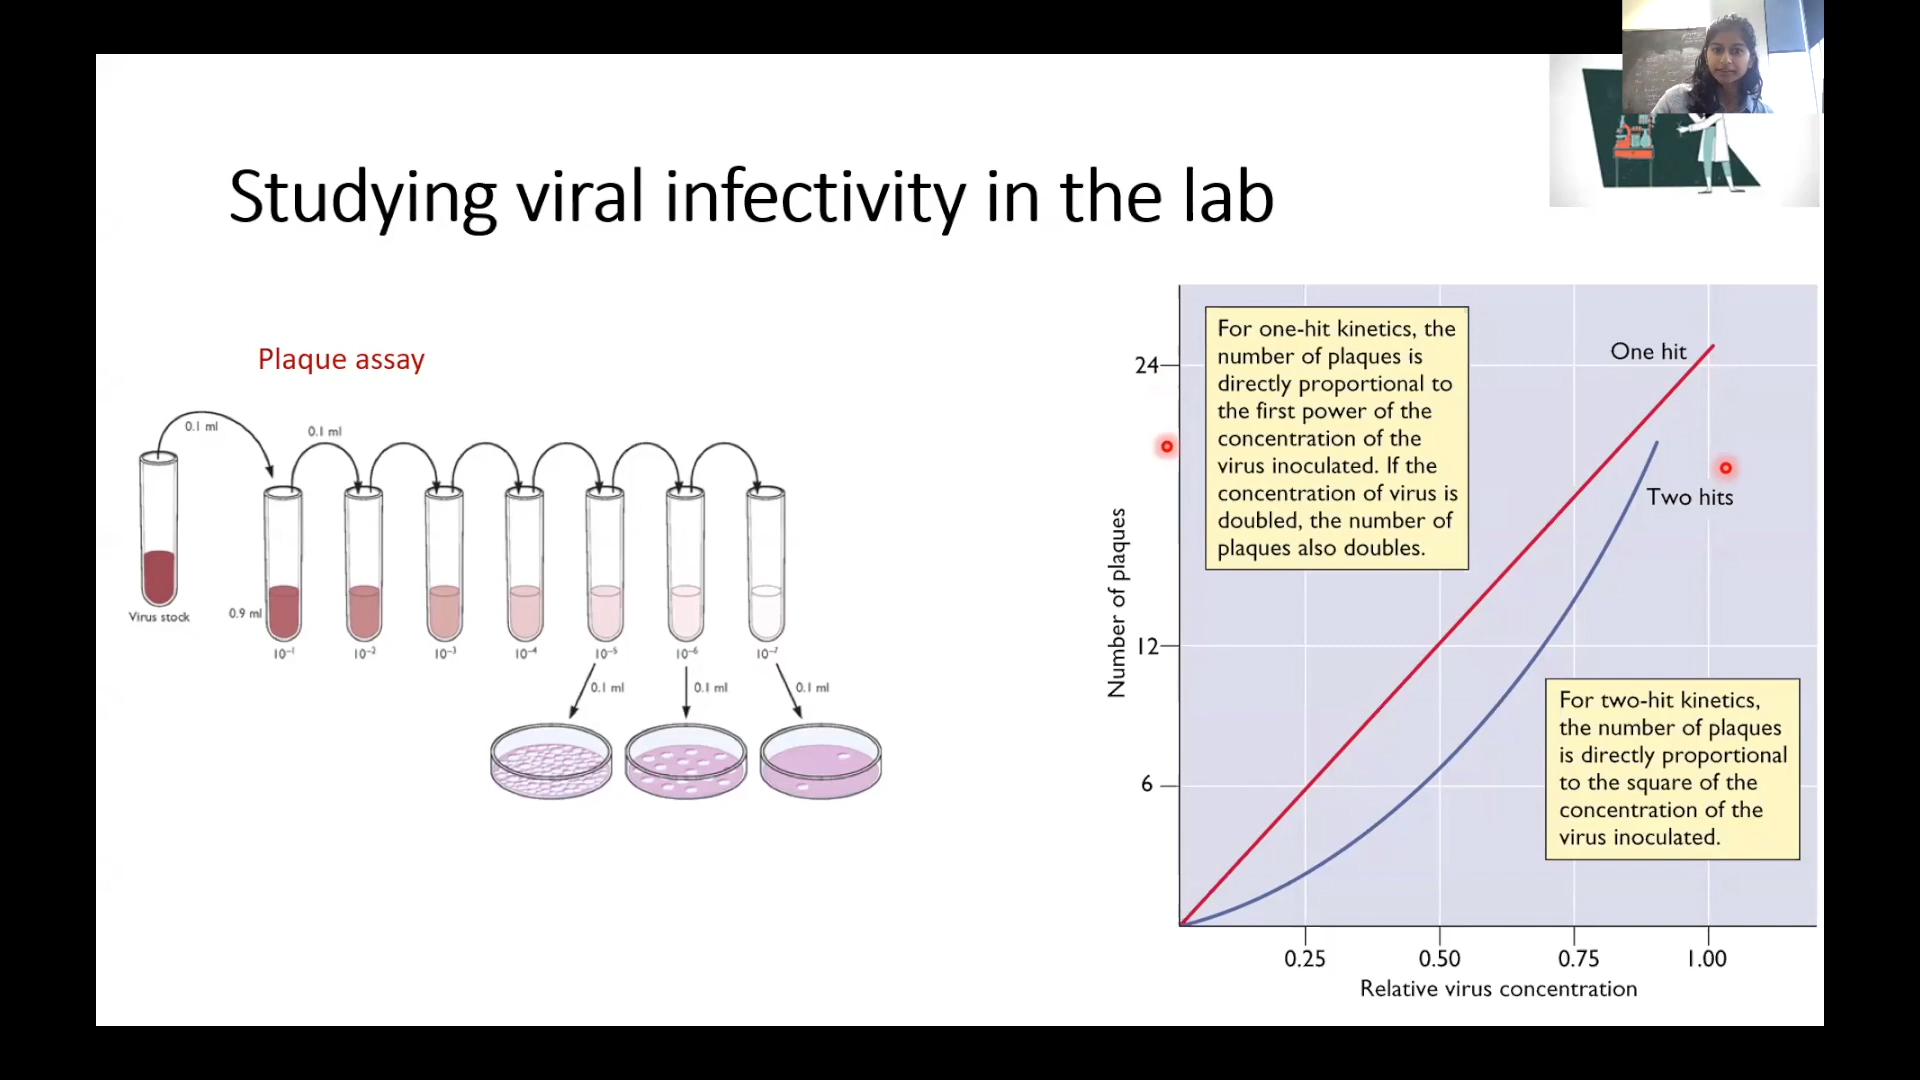 Studying viral infectivity in the lab
Plaque assay
0.1 ml
0.1 ml
Virus stock
0.9 ml
10⁻¹
10⁻²
10⁻³
10⁻⁴
10⁻⁵
10⁻⁶
10⁻⁷
0.1 ml
0.1 ml
0.1 ml
For one-hit kinetics, the
number of plaques is
directly proportional to
the first power of the
concentration of the
virus inoculated. If the
concentration of virus is
doubled, the number of
plaques also doubles.
One hit
Two hits
For two-hit kinetics,
the number of plaques
is directly proportional
to the square of the
concentration of the
virus inoculated.
Number of plaques
24
12
6
0.25
0.50
0.75
1.00
Relative virus concentration